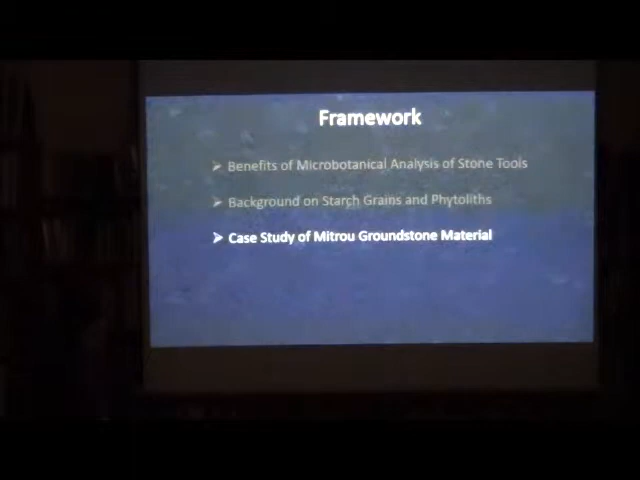 Framework
➢ Benefits of Microbotanical Analysis of Stone Tools
➢ Background on Starch Grains and Phytoliths
➢ Case Study of Mitrou Groundstone Material